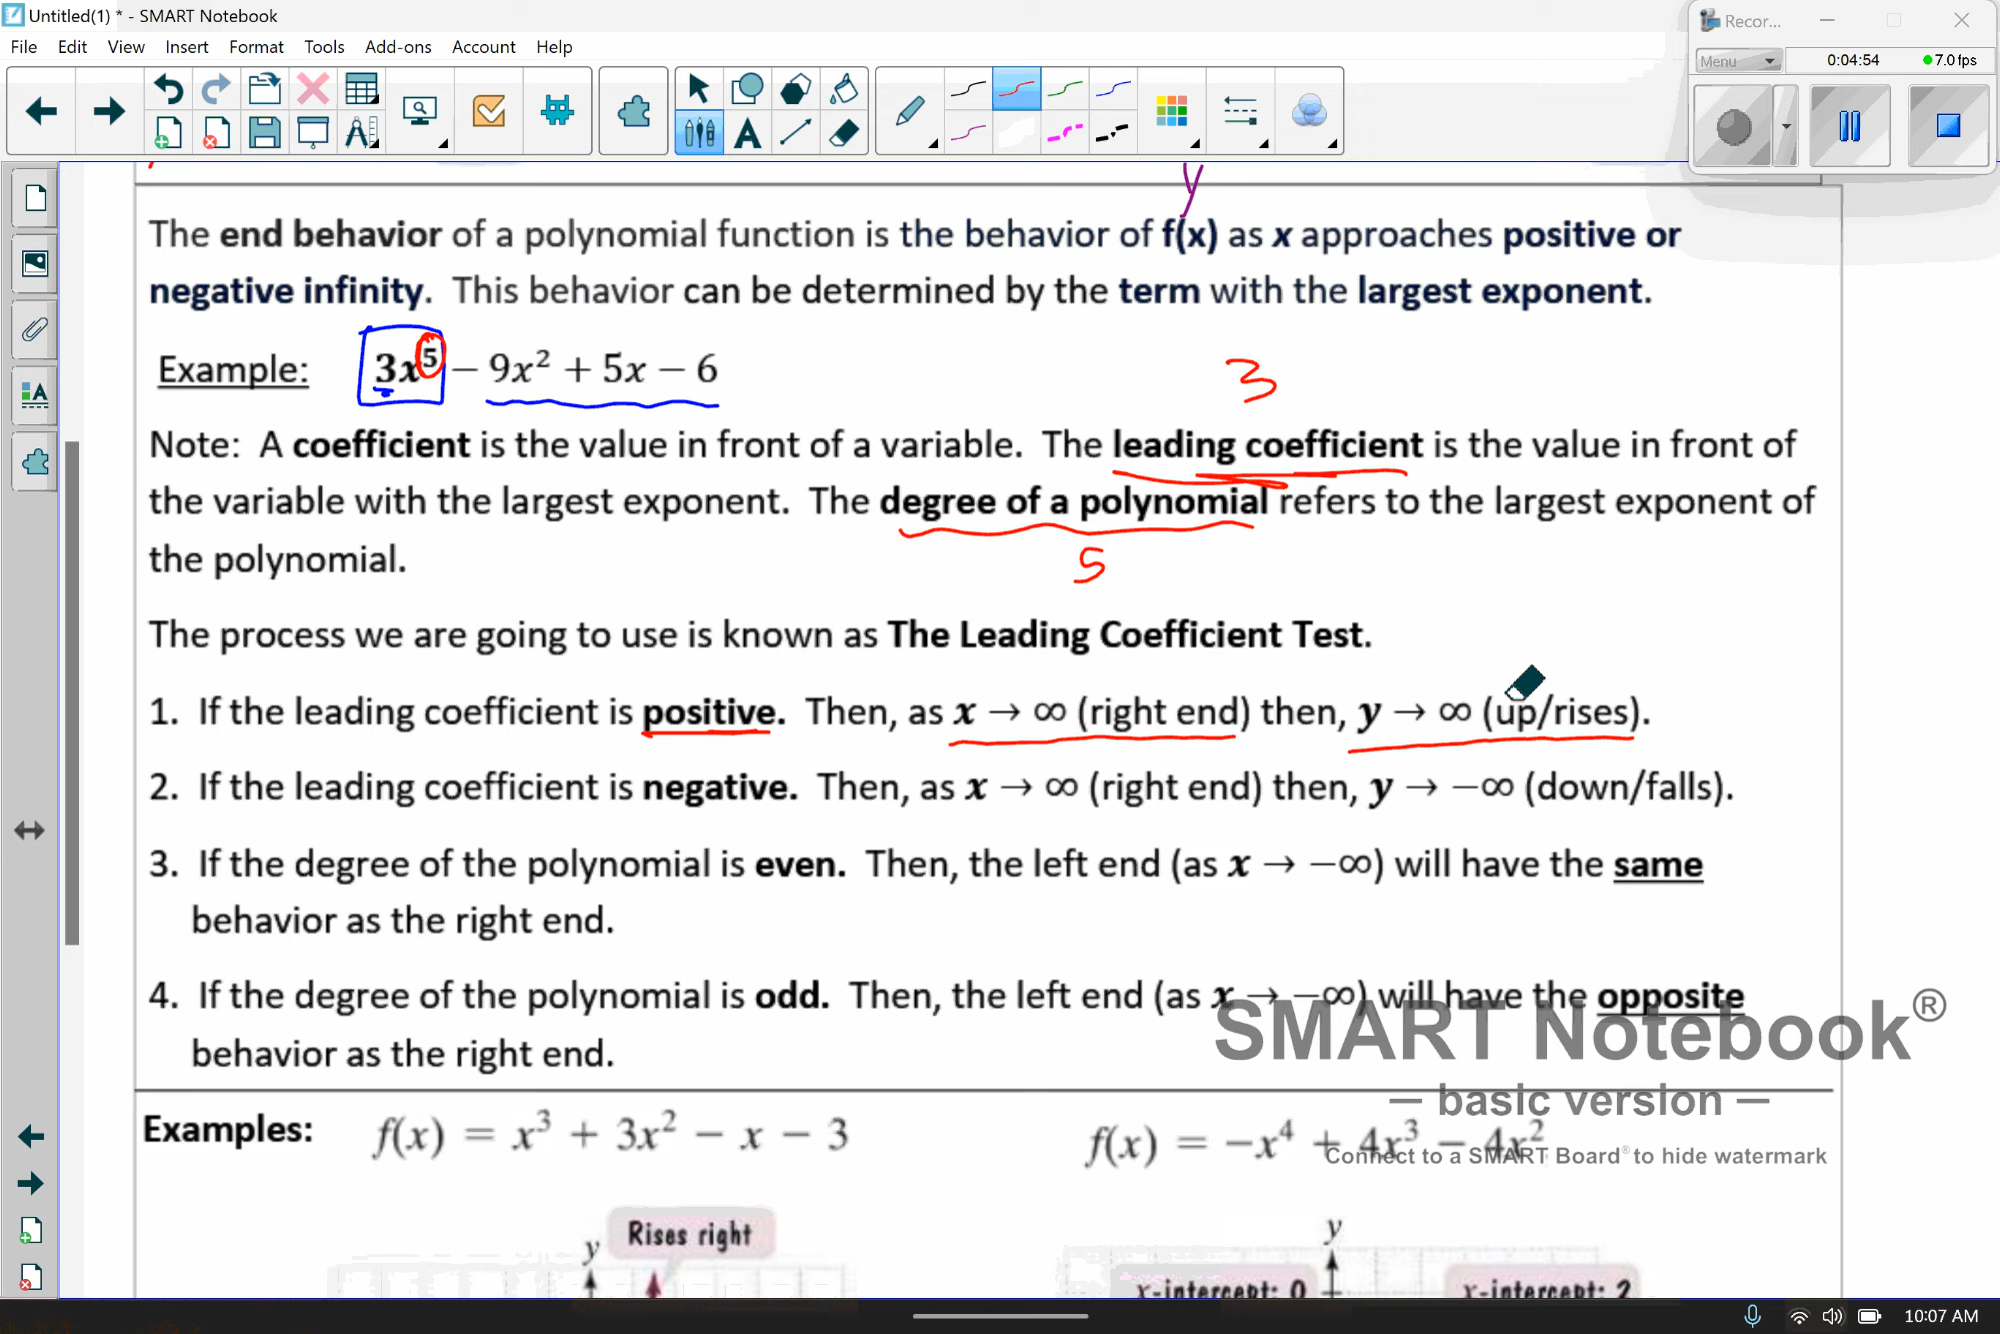 Untitled(1) * - SMART Notebook
Recor...
File Edit View Insert Format Tools Add-ons Account Help
Menu 0:04:54 7.0fps
y
The end behavior of a polynomial function is the behavior of f(x) as x approaches positive or
negative infinity. This behavior can be determined by the term with the largest exponent.
Example: 3x⁵ − 9x² + 5x − 6
3
Note: A coefficient is the value in front of a variable. The leading coefficient is the value in front of
the variable with the largest exponent. The degree of a polynomial refers to the largest exponent of
the polynomial.
5
The process we are going to use is known as The Leading Coefficient Test.
1. If the leading coefficient is positive. Then, as x → ∞ (right end) then, y → ∞ (up/rises).
2. If the leading coefficient is negative. Then, as x → ∞ (right end) then, y → −∞ (down/falls).
3. If the degree of the polynomial is even. Then, the left end (as x → −∞) will have the same
behavior as the right end.
4. If the degree of the polynomial is odd. Then, the left end (as x → −∞) will have the opposite
behavior as the right end.
SMART Notebook®
— basic version —
Connect to a SMART Board® to hide watermark
Examples: f(x) = x³ + 3x² − x − 3 f(x) = −x⁴ + 4x³ − 4x²
Rises right
y
y
x-intercept: 0 x-intercept: 2
10:07 AM